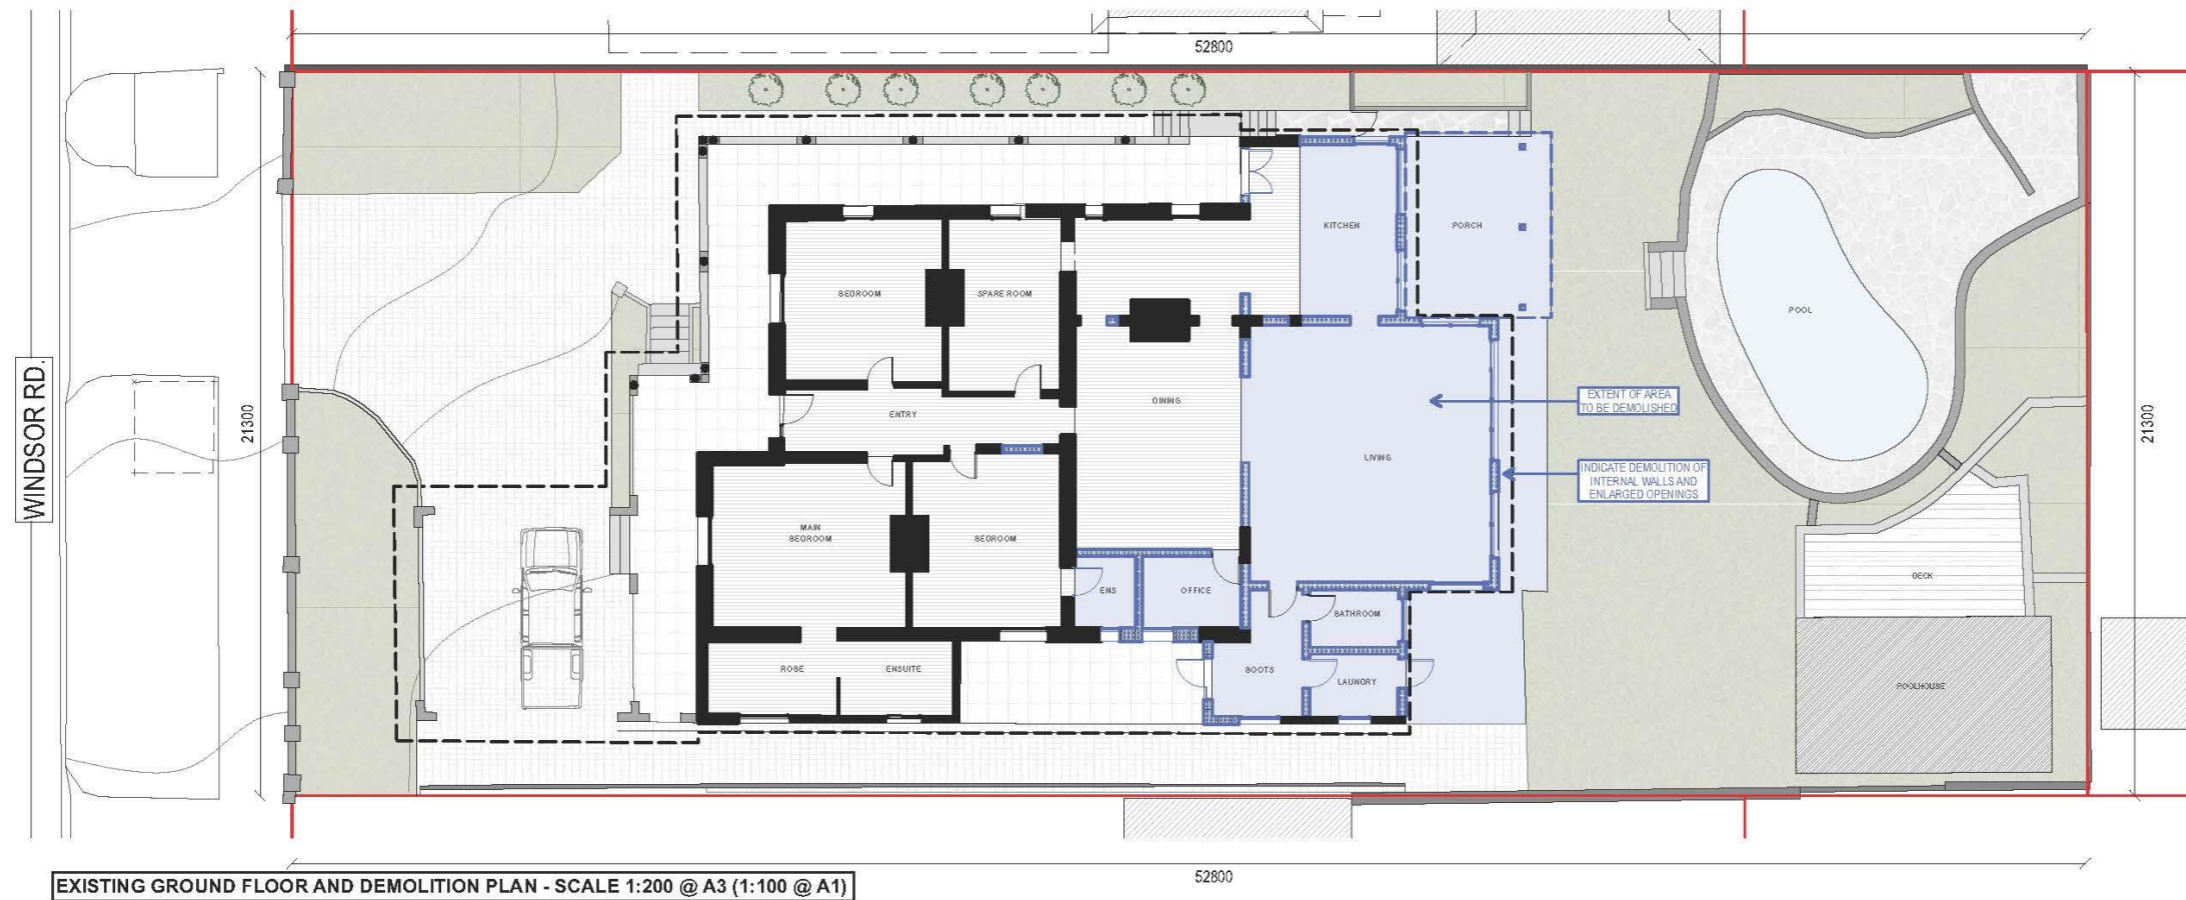 52800
WINDSOR RD.
21300
21300
KITCHEN
PORCH
BEDROOM
SPARE ROOM
POOL
ENTRY
DINING
EXTENT OF AREA
TO BE DEMOLISHED
LIVING
INDICATE DEMOLITION OF
INTERNAL WALLS AND
ENLARGED OPENINGS
MAIN
BEDROOM
BEDROOM
ENS
OFFICE
DECK
BATHROOM
ROBE
ENSUITE
BOOTS
LAUNDRY
POOLHOUSE
52800
EXISTING GROUND FLOOR AND DEMOLITION PLAN - SCALE 1:200 @ A3 (1:100 @ A1)